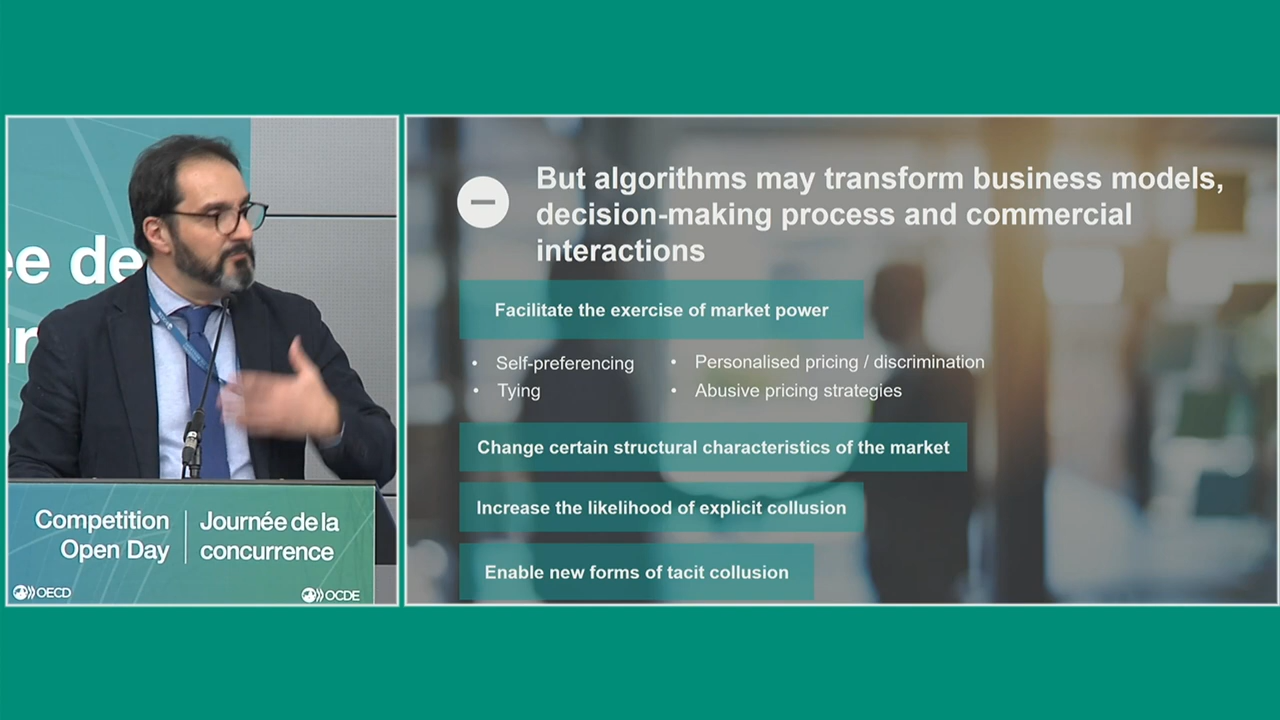 ée de
Competition
Open Day
Journée de la
concurrence
OECD
OCDE
But algorithms may transform business models,
decision-making process and commercial
interactions
Facilitate the exercise of market power
• Self-preferencing
• Tying
• Personalised pricing / discrimination
• Abusive pricing strategies
Change certain structural characteristics of the market
Increase the likelihood of explicit collusion
Enable new forms of tacit collusion